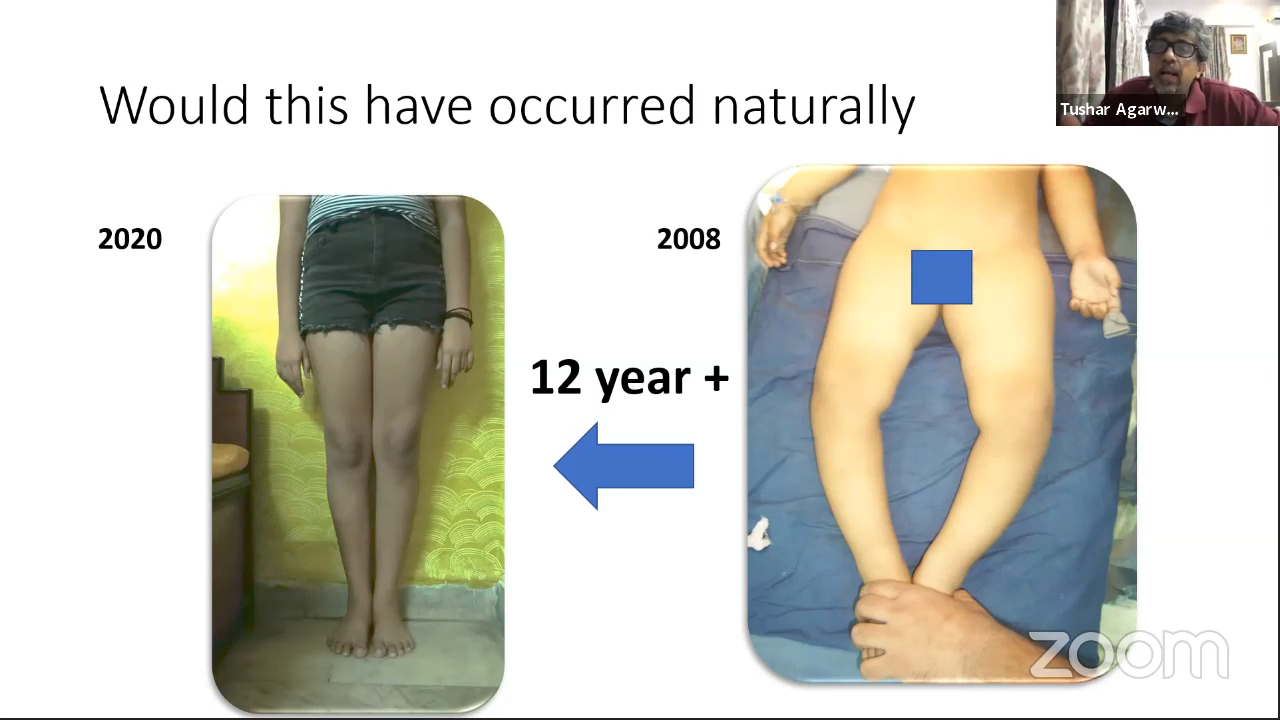 Would this have occurred naturally
Tushar Agarw...
2020
2008
12 year +
zoom